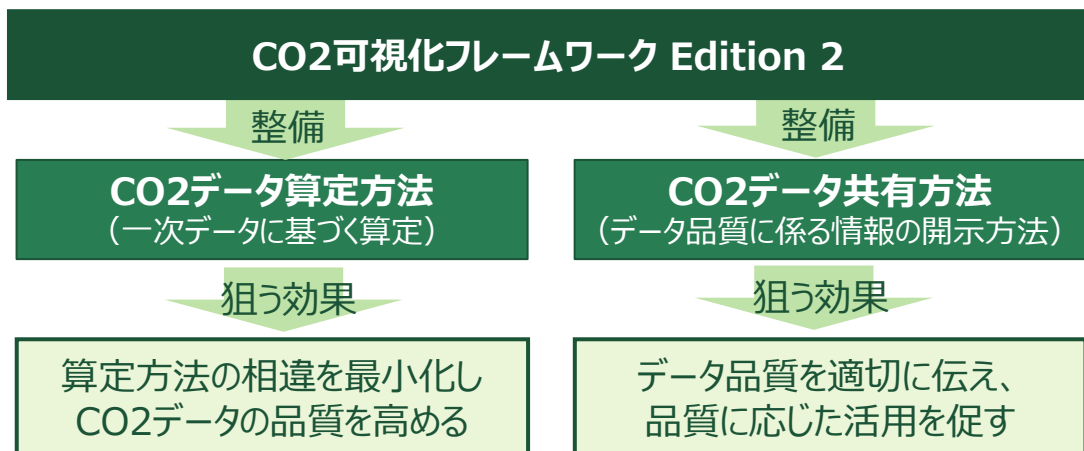 CO2可視化フレームワーク Edition 2
整備
CO2データ算定方法
（一次データに基づく算定）
狙う効果
算定方法の相違を最小化し
CO2データの品質を高める
整備
CO2データ共有方法
（データ品質に係る情報の開示方法）
狙う効果
データ品質を適切に伝え、
品質に応じた活用を促す